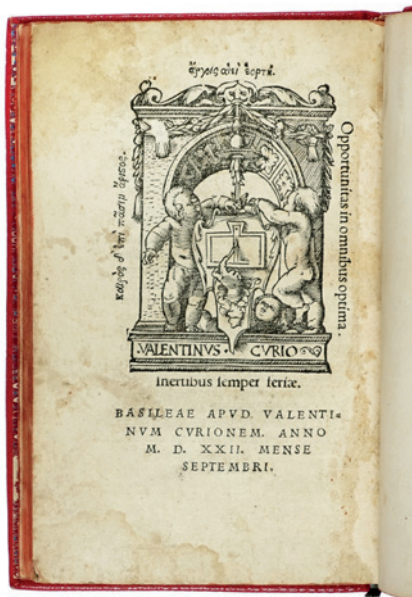 ἀργοῖς αἰεὶ ἑορτή.
καιρὸς δ' ἐπὶ πᾶσιν ἄριστος.
Opportunitas in omnibus optima.
VALENTINVS CVRIO
Inertibus semper feriæ.
BASILEAE APVD VALENTI=
NVM CVRIONEM. ANNO
M. D. XXII. MENSE
SEPTEMBRI.